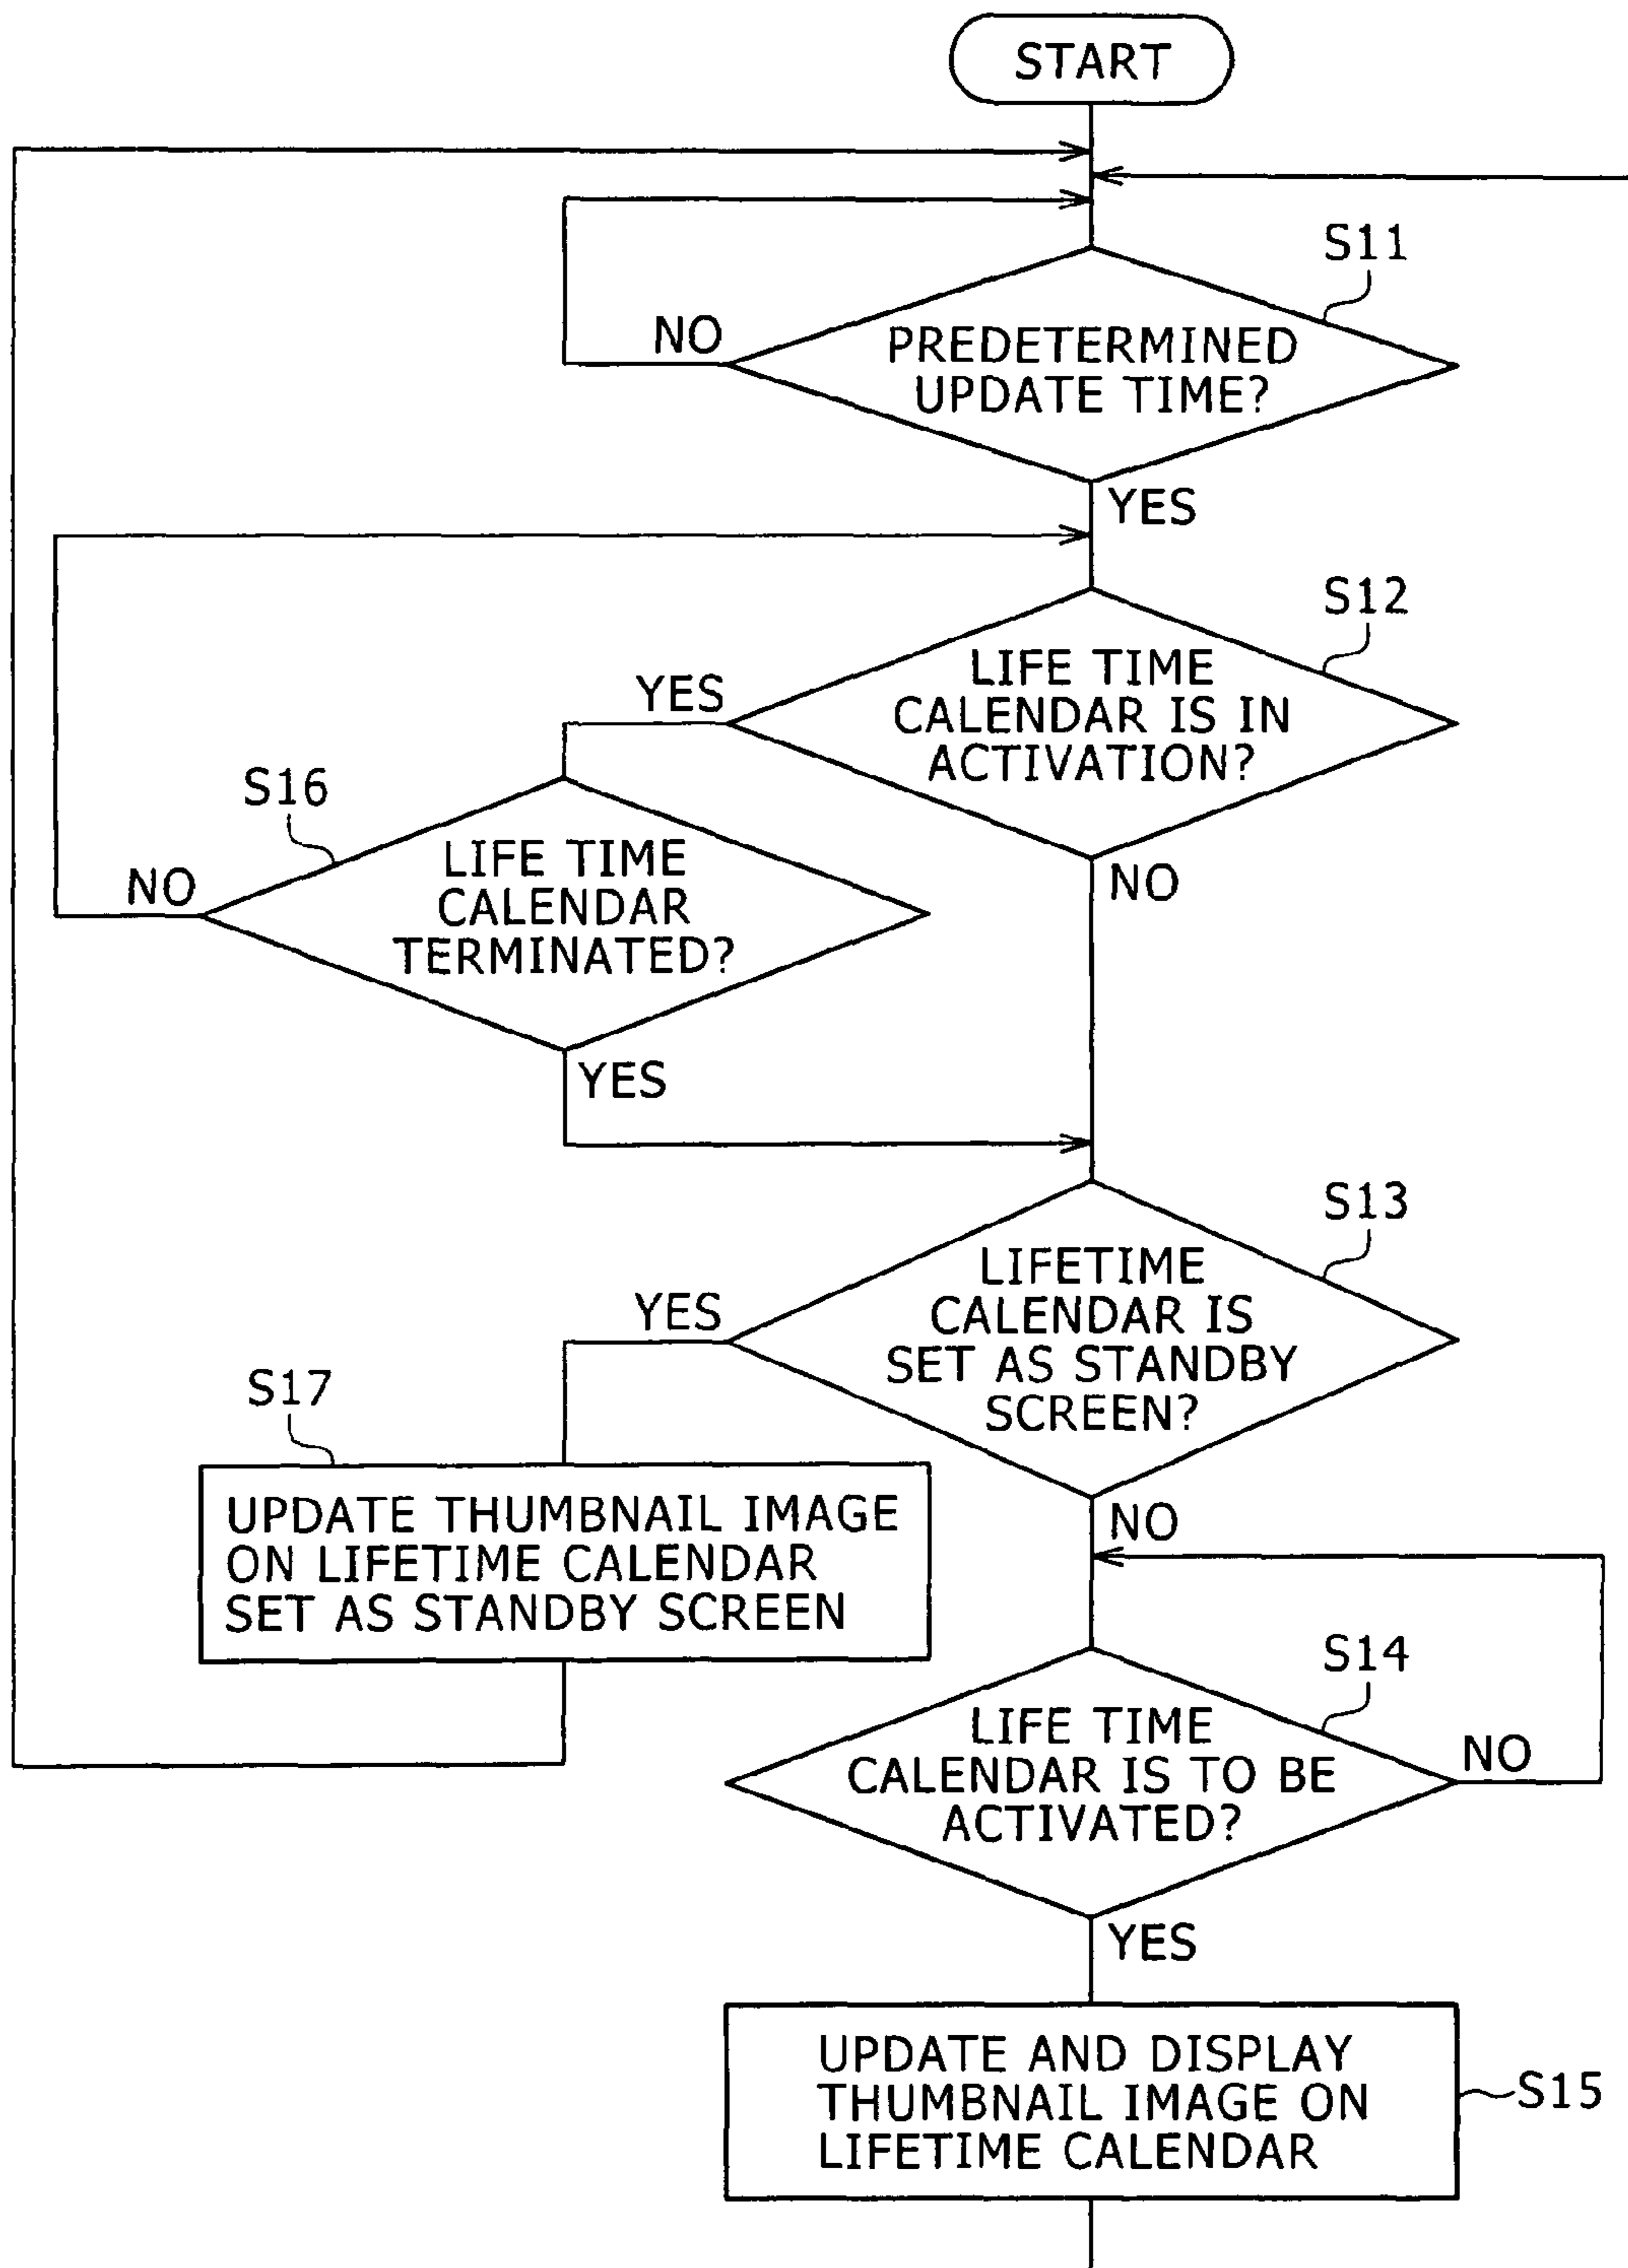 START
S11
NO
PREDETERMINED
UPDATE TIME?
YES
S12
YES
LIFE TIME
CALENDAR IS IN
ACTIVATION?
S16
NO
LIFE TIME
CALENDAR
TERMINATED?
NO
YES
S13
YES
LIFETIME
CALENDAR IS
SET AS STANDBY
SCREEN?
S17
NO
UPDATE THUMBNAIL IMAGE
ON LIFETIME CALENDAR
SET AS STANDBY SCREEN
S14
LIFE TIME
CALENDAR IS TO BE
ACTIVATED?
NO
YES
UPDATE AND DISPLAY
THUMBNAIL IMAGE ON
LIFETIME CALENDAR
S15